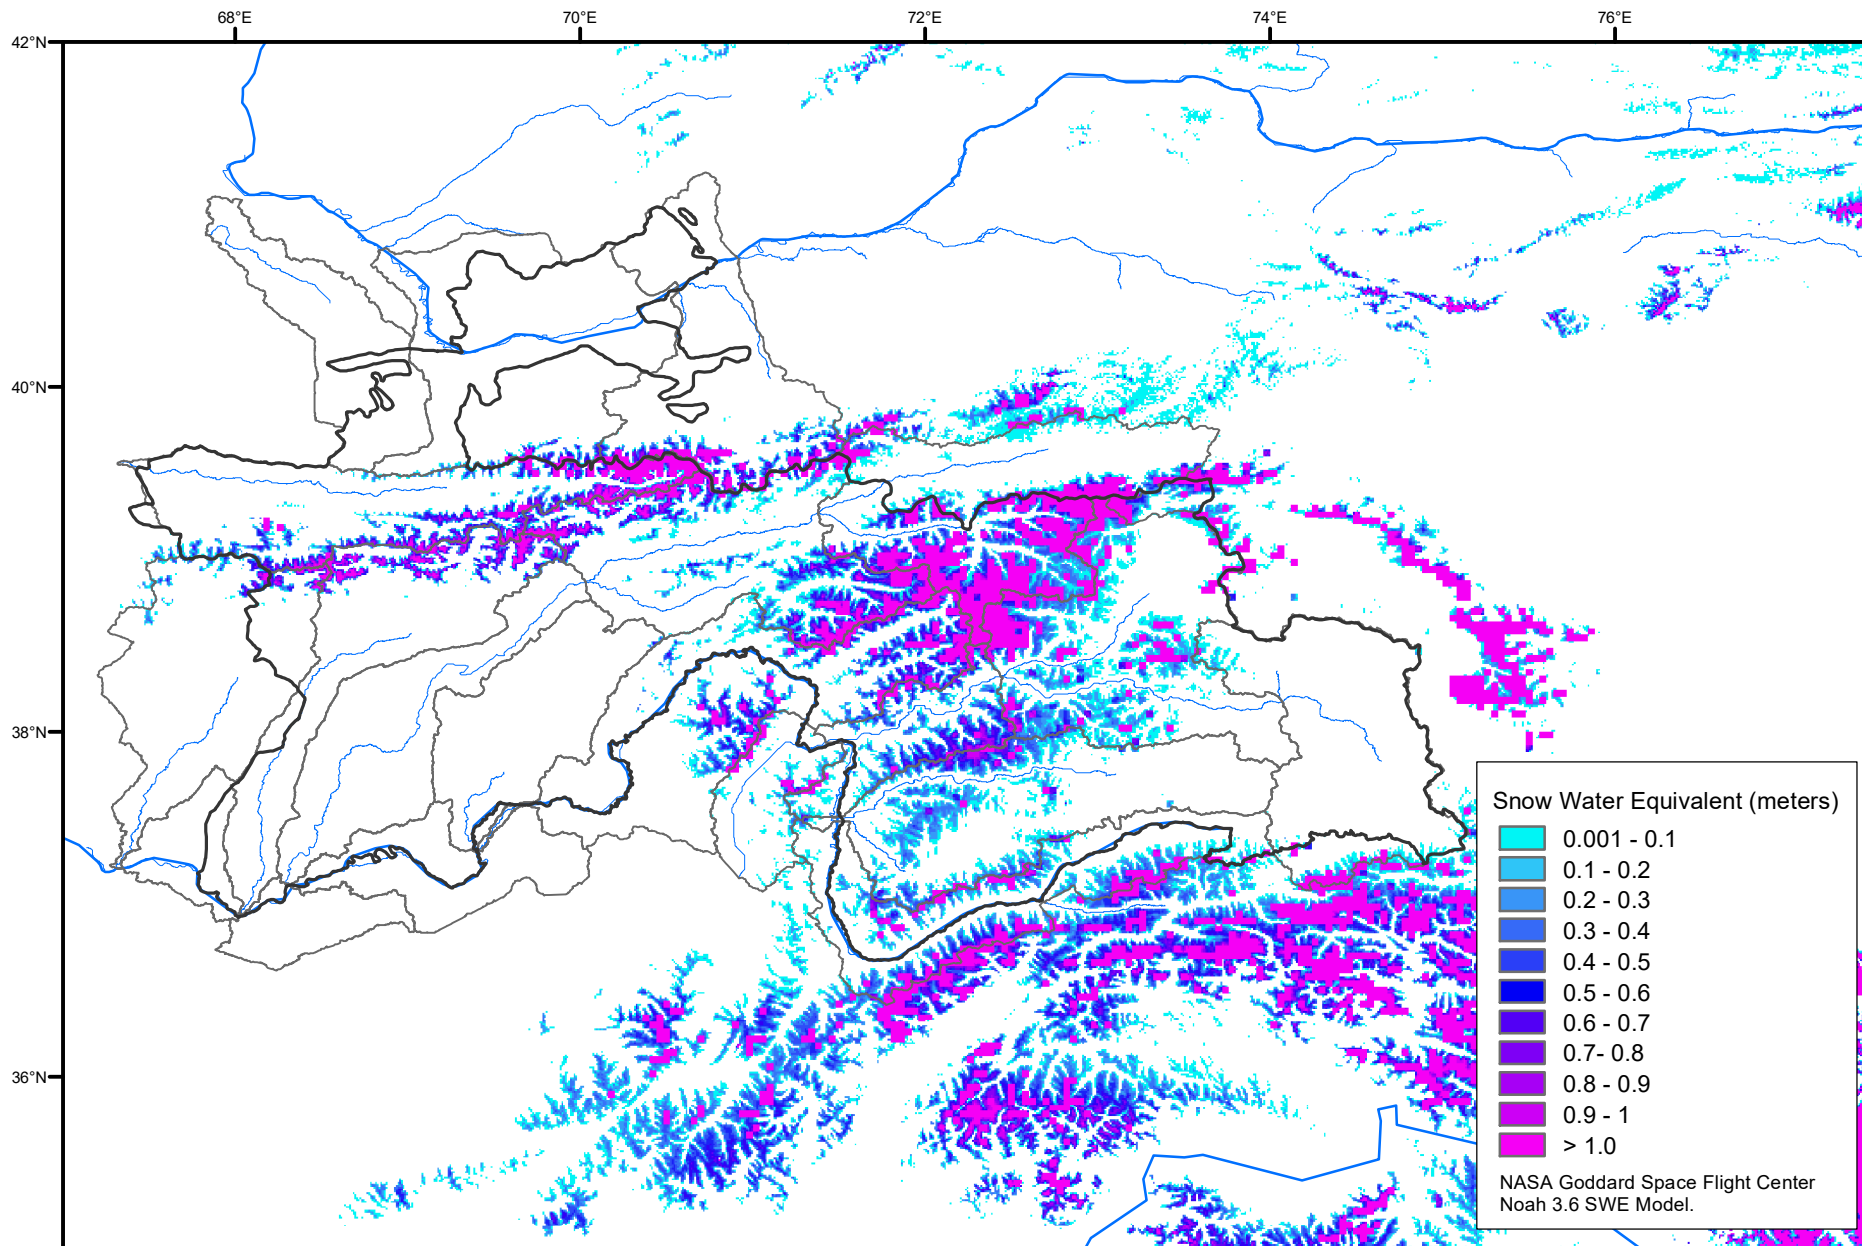 68°E 70°E 72°E 74°E 76°E
42°N
40°N
38°N
36°N
Snow Water Equivalent (meters)
0.001 - 0.1
0.1 - 0.2
0.2 - 0.3
0.3 - 0.4
0.4 - 0.5
0.5 - 0.6
0.6 - 0.7
0.7- 0.8
0.8 - 0.9
0.9 - 1
> 1.0
NASA Goddard Space Flight Center
Noah 3.6 SWE Model.